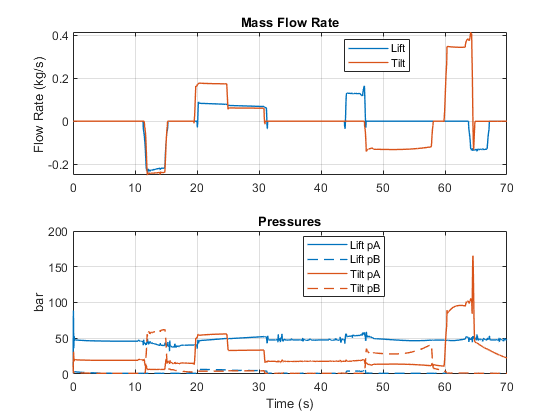 Mass Flow Rate
Flow Rate (kg/s)
0.4
0.2
0
-0.2
Lift
Tilt
0 10 20 30 40 50 60 70
Pressures
bar
200
150
100
50
0
Lift pA
Lift pB
Tilt pA
Tilt pB
0 10 20 30 40 50 60 70
Time (s)